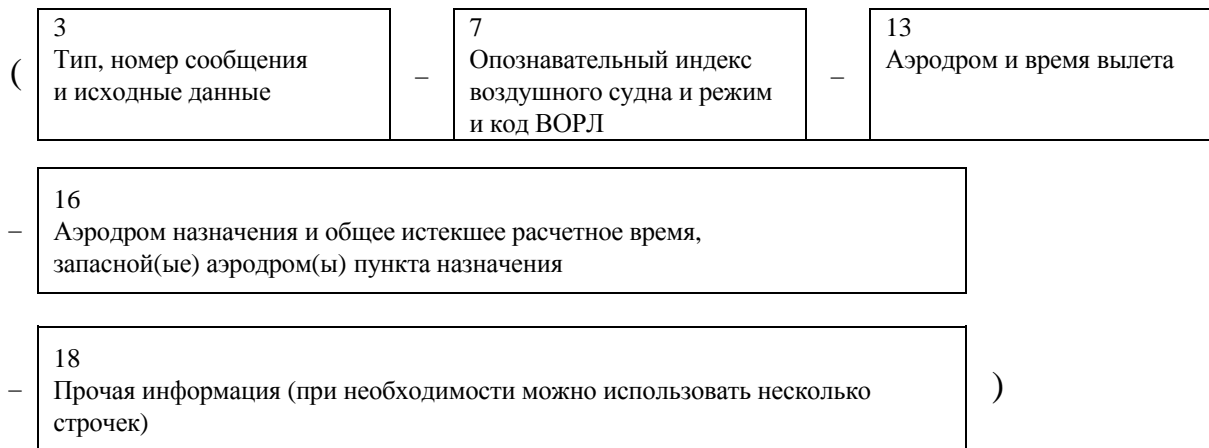 3
Тип, номер сообщения
и исходные данные
(
–
7
Опознавательный индекс
воздушного судна и режим
и код ВОРЛ
–
13
Аэродром и время вылета
–
16
Аэродром назначения и общее истекшее расчетное время,
запасной(ые) аэродром(ы) пункта назначения
–
18
Прочая информация (при необходимости можно использовать несколько
строчек)
)